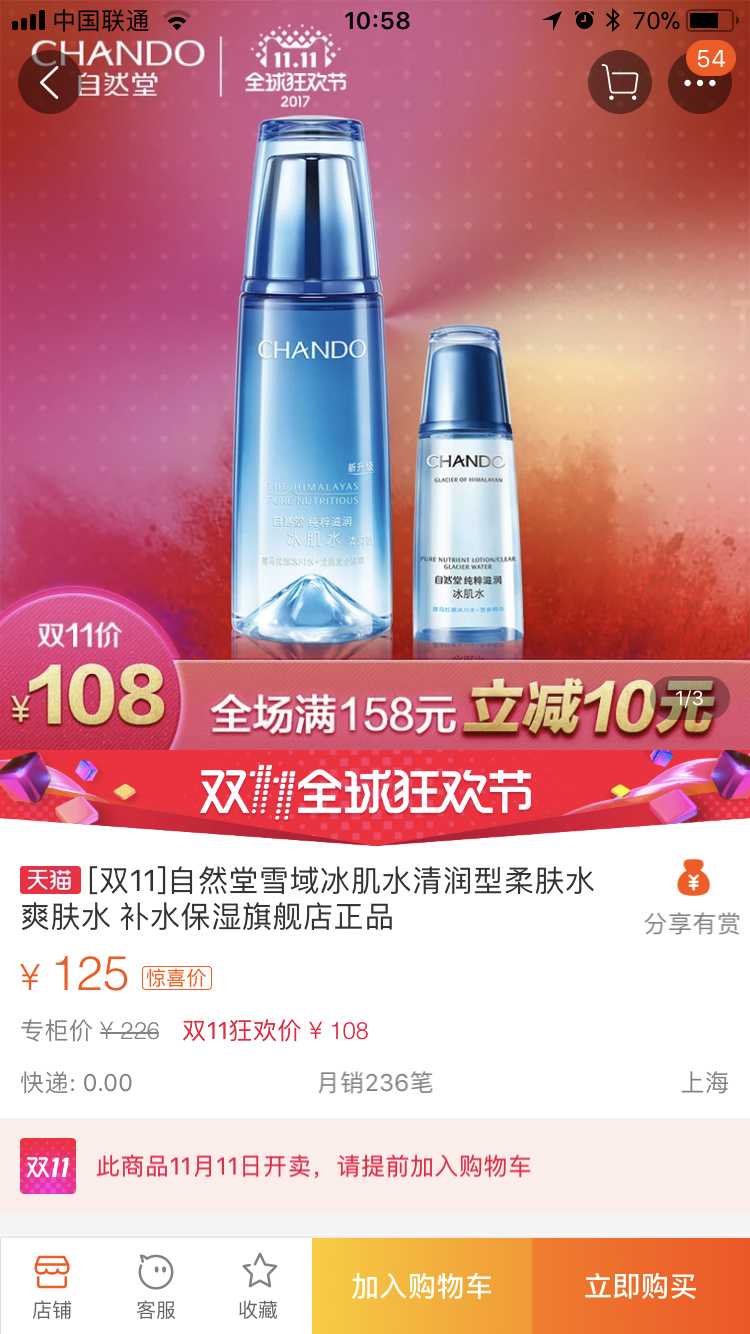 中国联通
10:58
70%
CHANDO
自然堂
11.11
全球狂欢节
2017
54
CHANDO
新升级
THE HIMALAYAS
PURE NUTRITIOUS
自然堂 纯粹滋润
冰肌水
CHANDO
GLACIER OF HIMALAYAN
PURE NUTRIENT LOTION/CLEAR
GLACIER WATER
自然堂 纯粹滋润
冰肌水
双11价
¥108
全场满158元 立减10元
1/3
双11全球狂欢节
天猫 [双11]自然堂雪域冰肌水清润型柔肤水
爽肤水 补水保湿旗舰店正品
分享有赏
¥ 125 惊喜价
专柜价 ¥ 226 双11狂欢价 ¥ 108
快递: 0.00 月销236笔 上海
双11 此商品11月11日开卖，请提前加入购物车
店铺 客服 收藏 加入购物车 立即购买